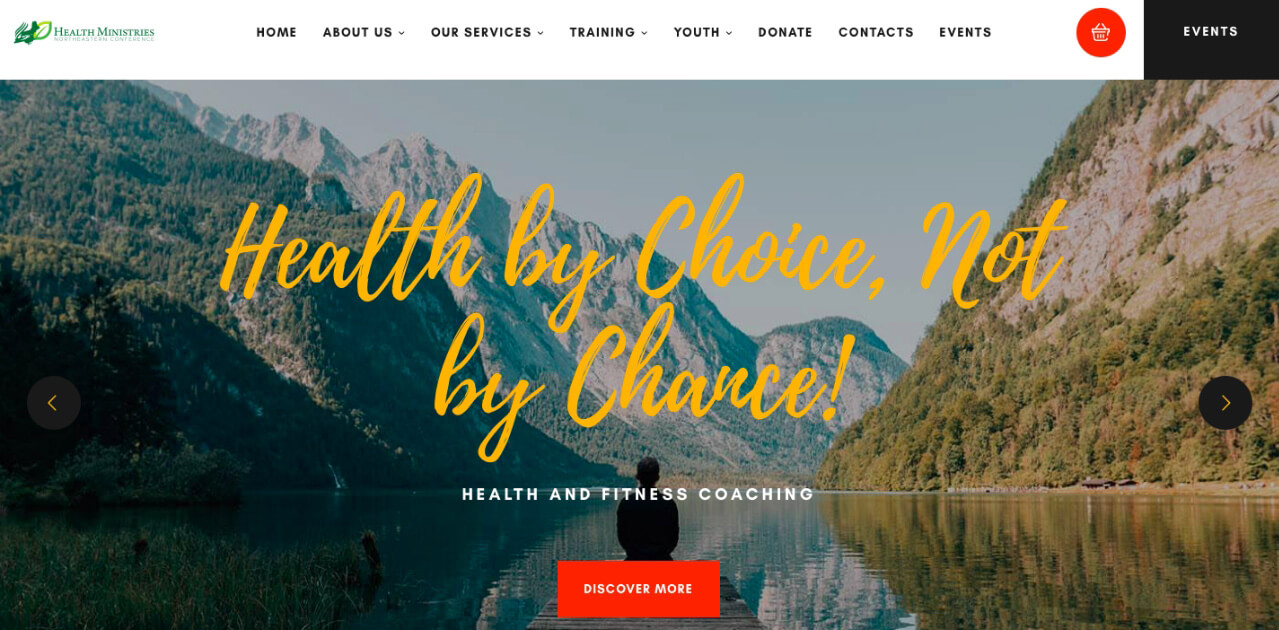 Health Ministries
NORTHEASTERN CONFERENCE
HOME ABOUT US OUR SERVICES TRAINING YOUTH DONATE CONTACTS EVENTS
EVENTS
Health by Choice, Not
by Chance!
HEALTH AND FITNESS COACHING
DISCOVER MORE